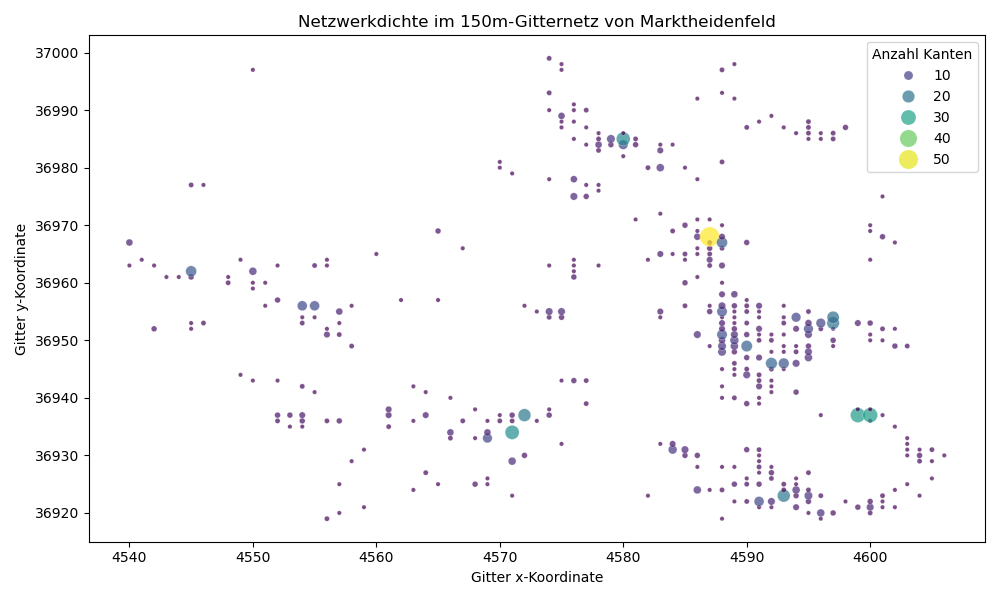 Netzwerkdichte im 150m-Gitternetz von Marktheidenfeld
Gitter y-Koordinate
37000
36990
36980
36970
36960
36950
36940
36930
36920
4540 4550 4560 4570 4580 4590 4600
Gitter x-Koordinate
Anzahl Kanten
10
20
30
40
50